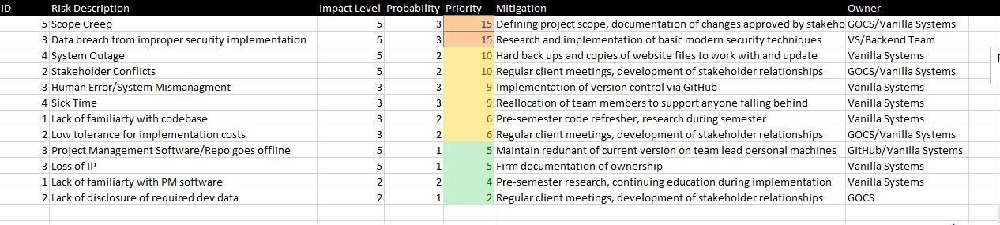 ID Risk Description Impact Level Probability Priority Mitigation Owner
5 Scope Creep 5 3 15 Defining project scope, documentation of changes approved by stakeho GOCS/Vanilla Systems
3 Data breach from improper security implementation 5 3 15 Research and implementation of basic modern security techniques VS/Backend Team
4 System Outage 5 2 10 Hard back ups and copies of website files to work with and update Vanilla Systems
2 Stakeholder Conflicts 5 2 10 Regular client meetings, development of stakeholder relationships GOCS/Vanilla Systems
3 Human Error/System Mismanagment 3 3 9 Implementation of version control via GitHub Vanilla Systems
4 Sick Time 3 3 9 Reallocation of team members to support anyone falling behind Vanilla Systems
1 Lack of familiarty with codebase 3 2 6 Pre-semester code refresher, research during semester Vanilla Systems
2 Low tolerance for implementation costs 3 2 6 Regular client meetings, development of stakeholder relationships GOCS/Vanilla Systems
3 Project Management Software/Repo goes offline 5 1 5 Maintain redunant of current version on team lead personal machines GitHub/Vanilla Systems
3 Loss of IP 5 1 5 Firm documentation of ownership Vanilla Systems
1 Lack of familiarty with PM software 2 2 4 Pre-semester research, continuing education during implementation Vanilla Systems
2 Lack of disclosure of required dev data 2 1 2 Regular client meetings, development of stakeholder relationships GOCS